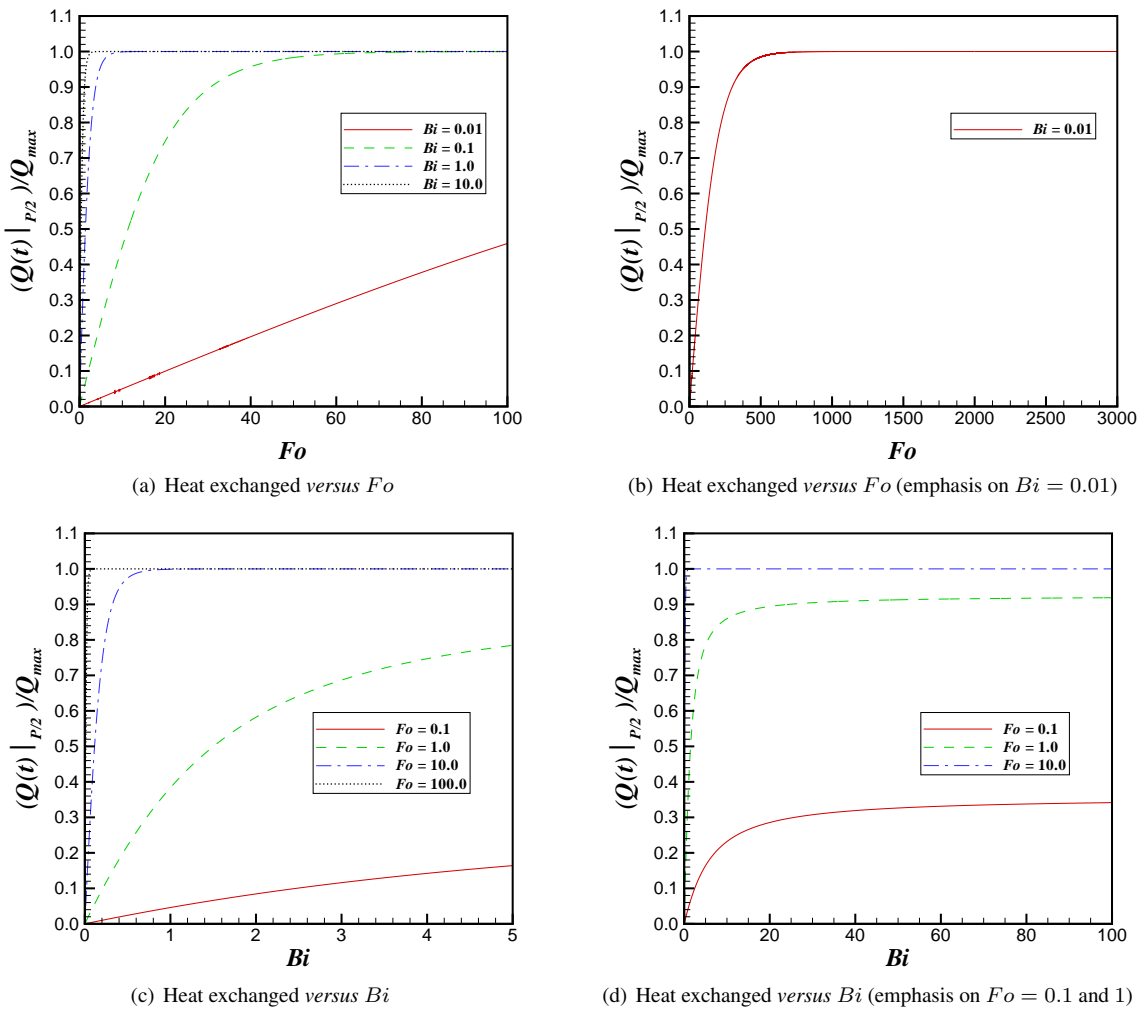 1.1
1.0
0.9
0.8
0.7
0.6
0.5
0.4
0.3
0.2
0.1
0.0
(Q(t)|P/2)/Qmax
Bi = 0.01
Bi = 0.1
Bi = 1.0
Bi = 10.0
0 20 40 60 80 100
Fo
(a) Heat exchanged versus Fo
1.1
1.0
0.9
0.8
0.7
0.6
0.5
0.4
0.3
0.2
0.1
0.0
(Q(t)|P/2)/Qmax
Bi = 0.01
0 500 1000 1500 2000 2500 3000
Fo
(b) Heat exchanged versus Fo (emphasis on Bi = 0.01)
1.1
1.0
0.9
0.8
0.7
0.6
0.5
0.4
0.3
0.2
0.1
0.0
(Q(t)|P/2)/Qmax
Fo = 0.1
Fo = 1.0
Fo = 10.0
Fo = 100.0
0 1 2 3 4 5
Bi
(c) Heat exchanged versus Bi
1.1
1.0
0.9
0.8
0.7
0.6
0.5
0.4
0.3
0.2
0.1
0.0
(Q(t)|P/2)/Qmax
Fo = 0.1
Fo = 1.0
Fo = 10.0
0 20 40 60 80 100
Bi
(d) Heat exchanged versus Bi (emphasis on Fo = 0.1 and 1)